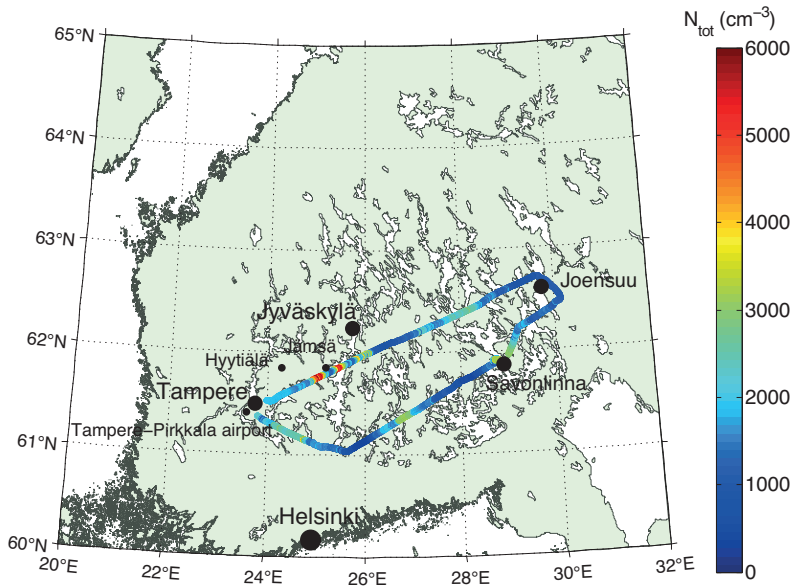 N_tot (cm⁻³)
65°N
6000
5000
64°N
4000
63°N
Joensuu
Jyväskylä
3000
62°N
Jämsä
Hyytiälä
Savonlinna
Tampere
2000
Tampere–Pirkkala airport
61°N
1000
Helsinki
60°N
0
20°E
22°E
24°E
26°E
28°E
30°E
32°E